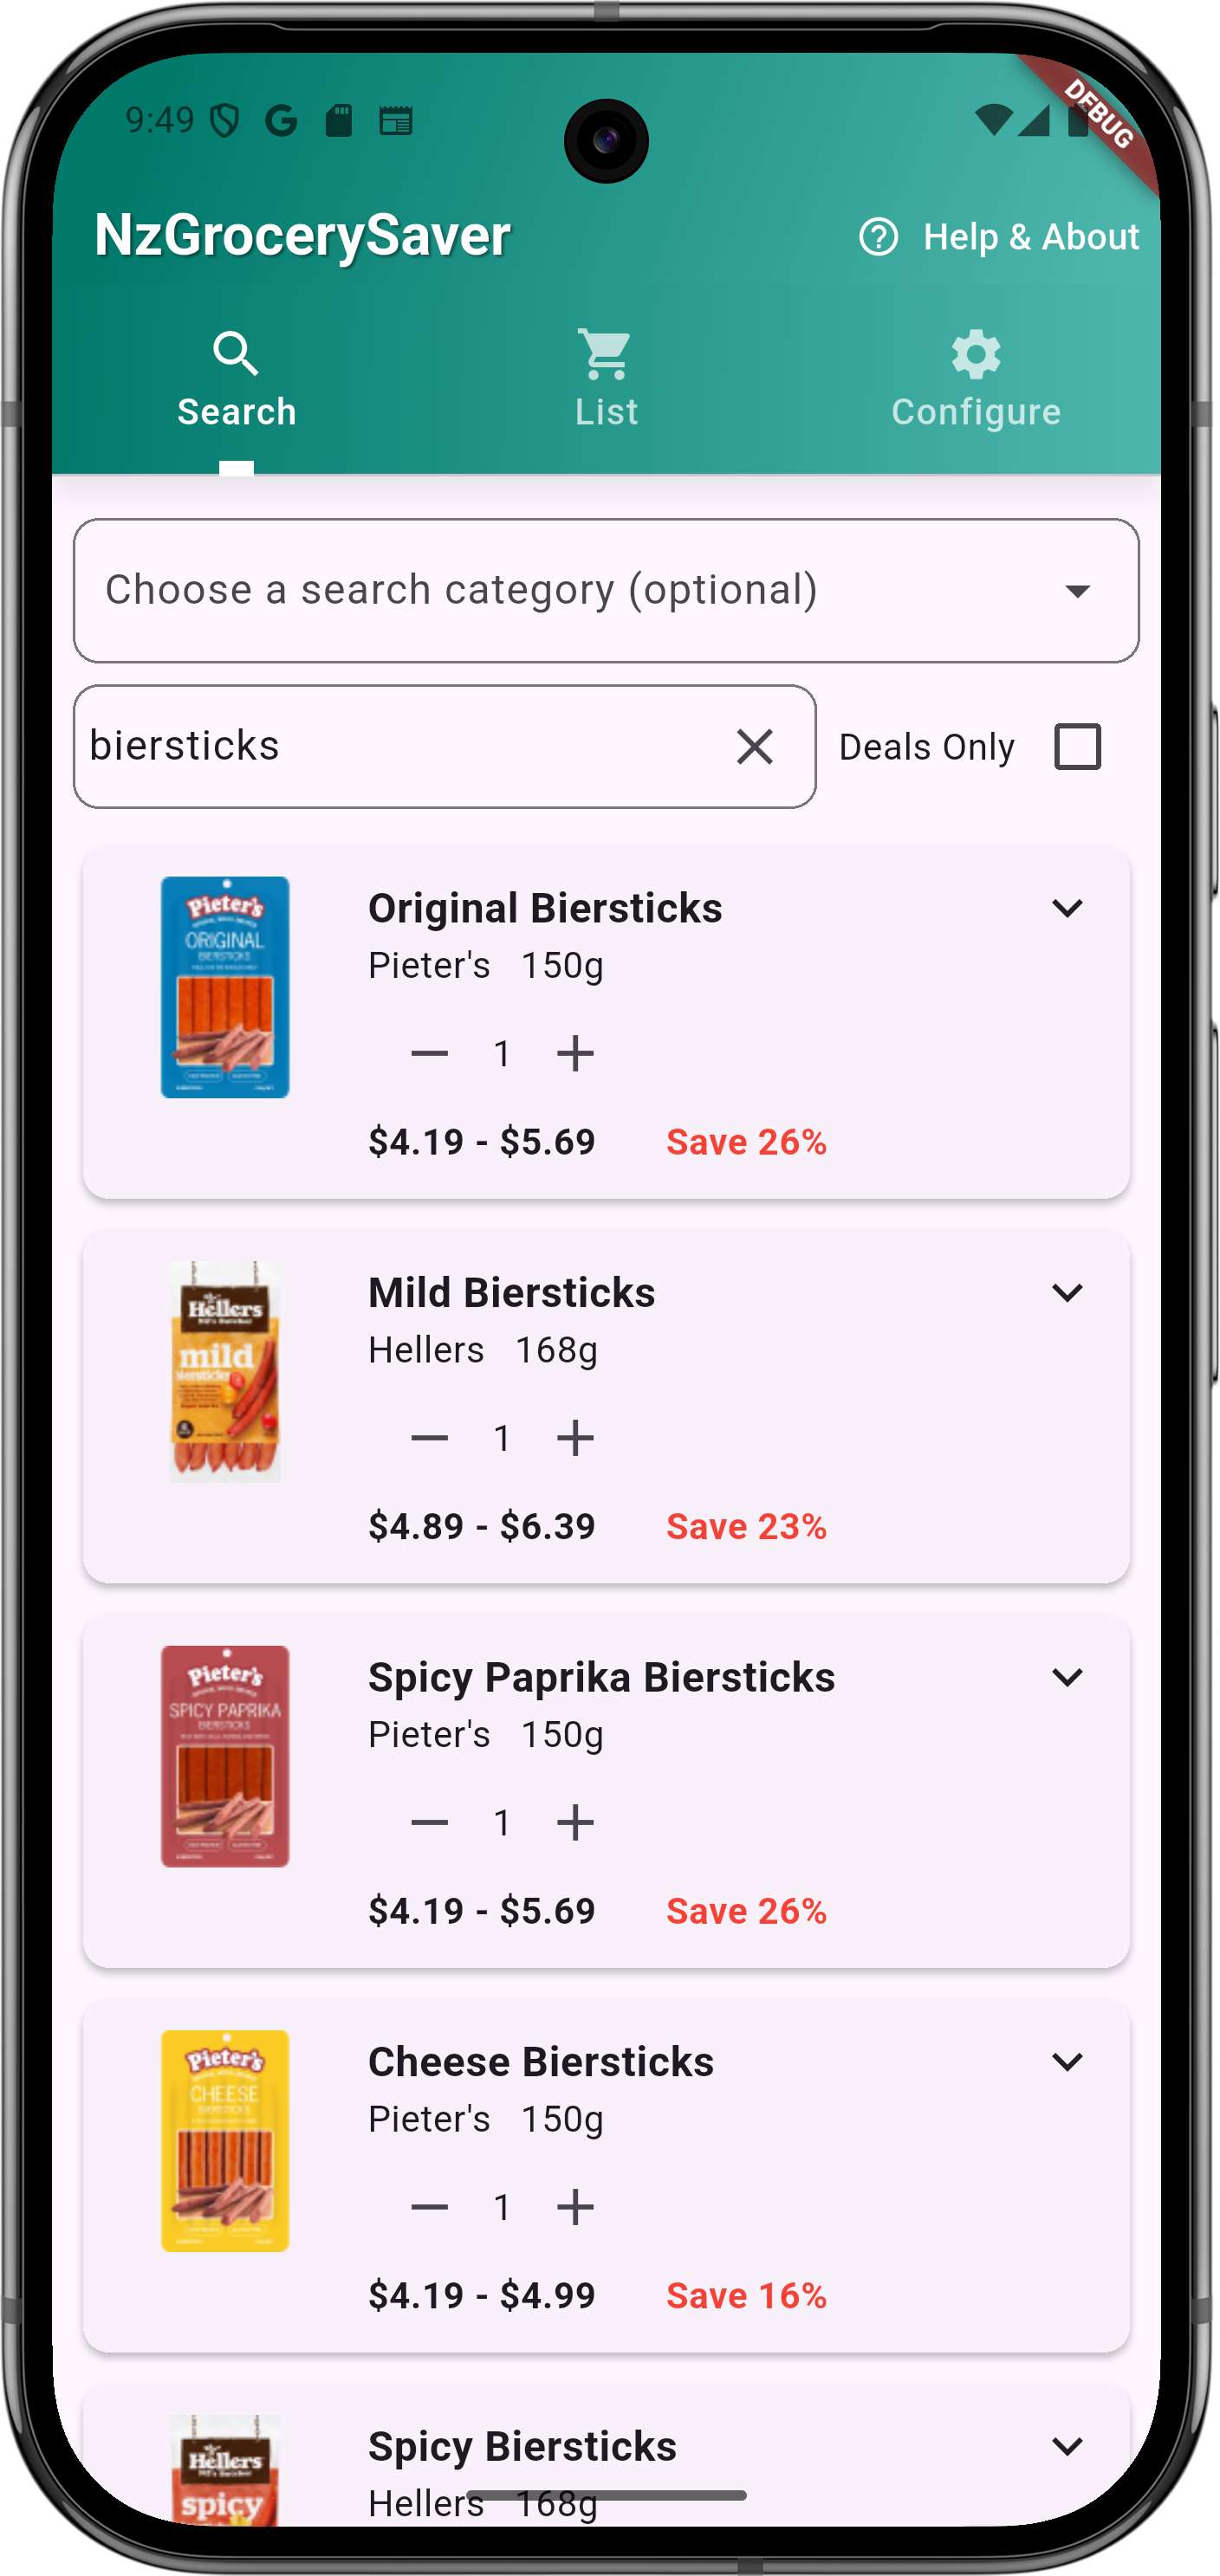 9:49
DEBUG
NzGrocerySaver
Help & About
Search
List
Configure
Choose a search category (optional)
biersticks
Deals Only
Pieter's
ORIGINAL
BIERSTICKS
Original Biersticks
Pieter's 150g
1
$4.19 - $5.69 Save 26%
Hellers
mild
biersticks
Mild Biersticks
Hellers 168g
1
$4.89 - $6.39 Save 23%
Pieter's
SPICY PAPRIKA
BIERSTICKS
Spicy Paprika Biersticks
Pieter's 150g
1
$4.19 - $5.69 Save 26%
Pieter's
CHEESE
BIERSTICKS
Cheese Biersticks
Pieter's 150g
1
$4.19 - $4.99 Save 16%
Hellers
spicy
Spicy Biersticks
Hellers 168g